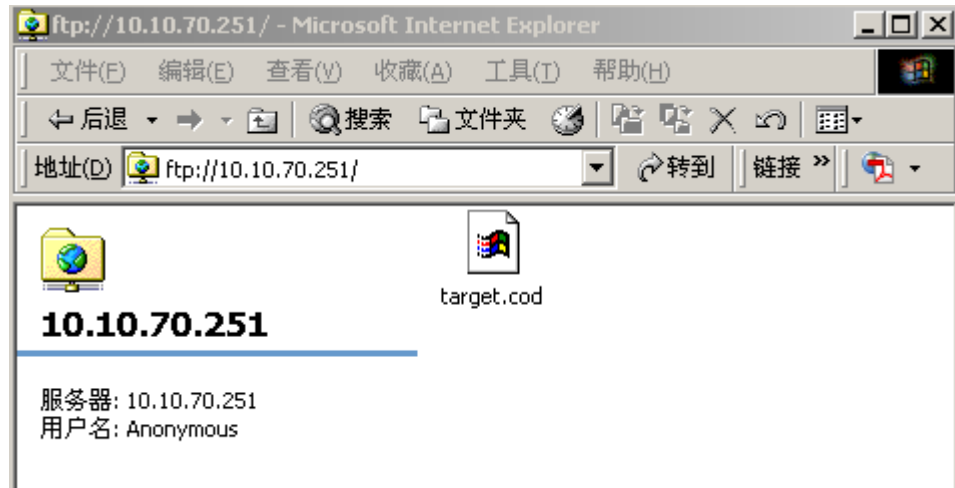 ftp://10.10.70.251/ - Microsoft Internet Explorer
文件(F) 编辑(E) 查看(V) 收藏(A) 工具(T) 帮助(H)
后退 搜索 文件夹
地址(D) ftp://10.10.70.251/ 转到 链接 »
target.cod
10.10.70.251
服务器: 10.10.70.251
用户名: Anonymous